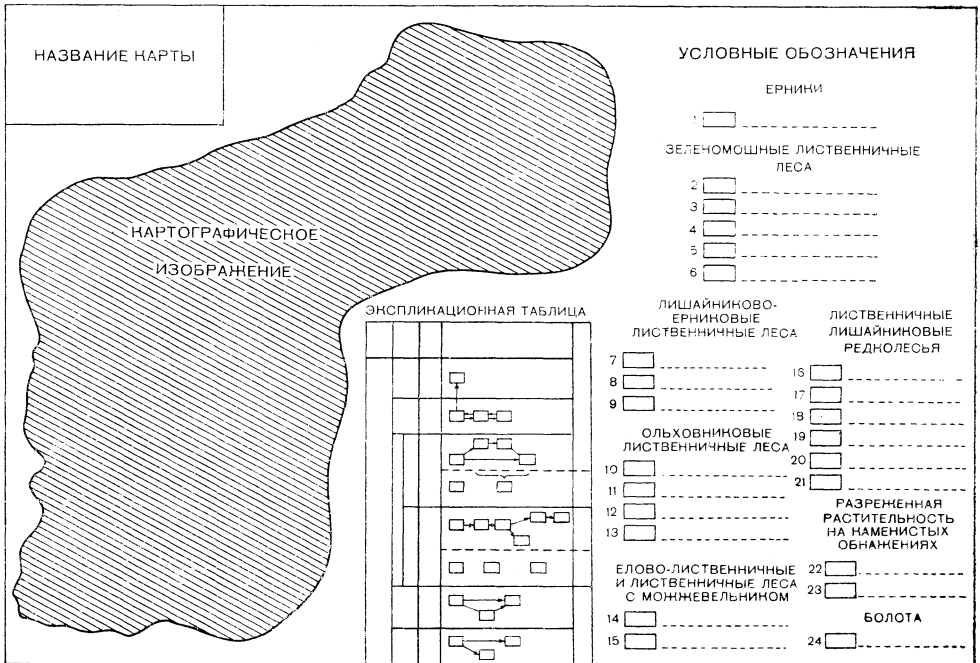 НАЗВАНИЕ КАРТЫ
КАРТОГРАФИЧЕСКОЕ
ИЗОБРАЖЕНИЕ
ЭКСПЛИКАЦИОННАЯ ТАБЛИЦА
УСЛОВНЫЕ ОБОЗНАЧЕНИЯ
ЕРНИКИ
1
ЗЕЛЕНОМОШНЫЕ ЛИСТВЕННИЧНЫЕ
ЛЕСА
2
3
4
5
6
ЛИШАЙНИКОВО-
ЕРНИКОВЫЕ
ЛИСТВЕННИЧНЫЕ ЛЕСА
7
8
9
ОЛЬХОВНИКОВЫЕ
ЛИСТВЕННИЧНЫЕ ЛЕСА
10
11
12
13
ЕЛОВО-ЛИСТВЕННИЧНЫЕ
И ЛИСТВЕННИЧНЫЕ ЛЕСА
С МОЖЖЕВЕЛЬНИКОМ
14
15
ЛИСТВЕННИЧНЫЕ
ЛИШАЙНИКОВЫЕ
РЕДКОЛЕСЬЯ
16
17
18
19
20
21
РАЗРЕЖЕННАЯ
РАСТИТЕЛЬНОСТЬ
НА КАМЕНИСТЫХ
ОБНАЖЕНИЯХ
22
23
БОЛОТА
24